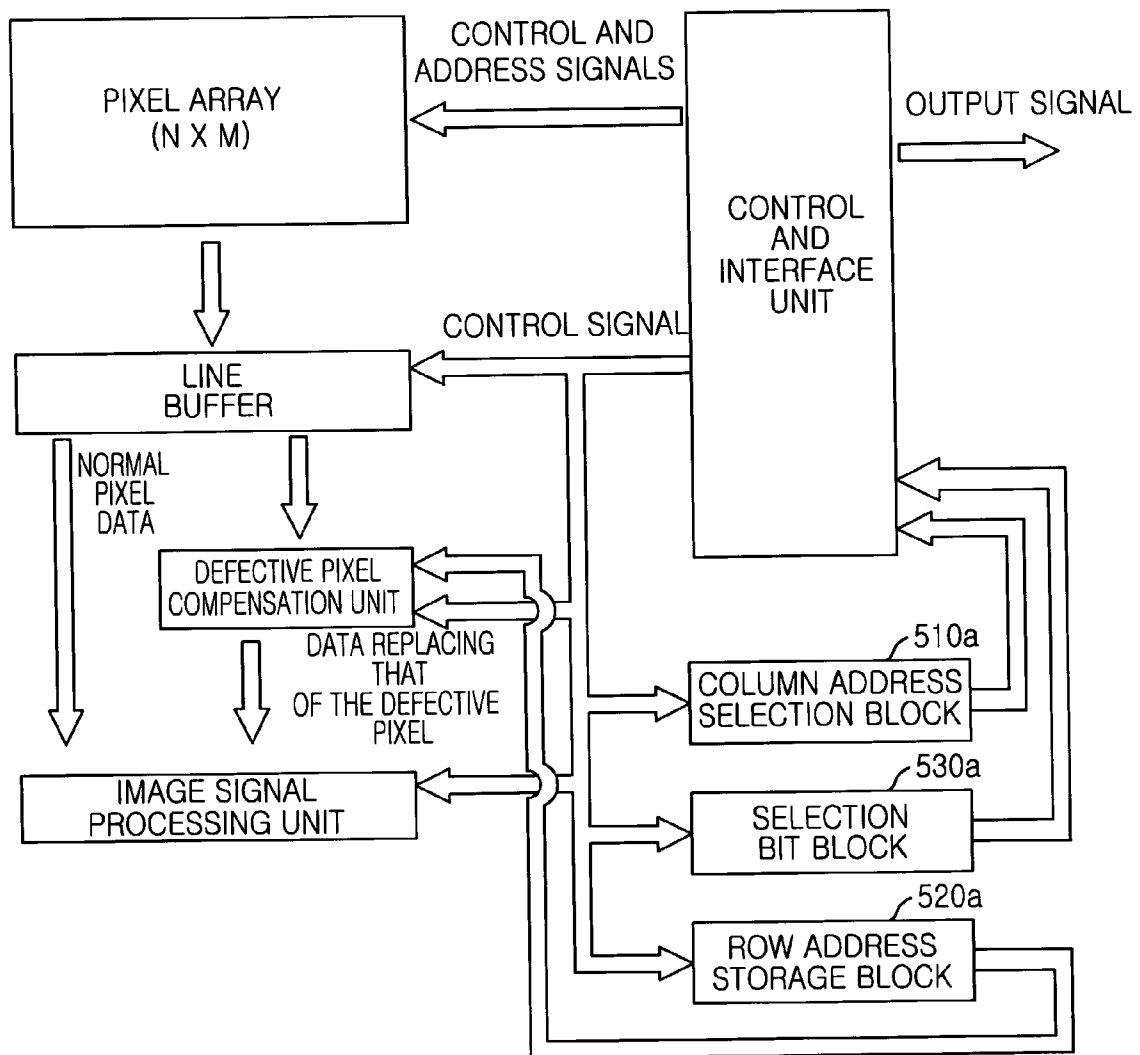 PIXEL ARRAY
(N X M)
CONTROL AND
ADDRESS SIGNALS
CONTROL
AND
INTERFACE
UNIT
OUTPUT SIGNAL
CONTROL SIGNAL
LINE
BUFFER
NORMAL
PIXEL
DATA
DEFECTIVE PIXEL
COMPENSATION UNIT
DATA REPLACING
THAT
OF THE DEFECTIVE
PIXEL
IMAGE SIGNAL
PROCESSING UNIT
510a
COLUMN ADDRESS
SELECTION BLOCK
530a
SELECTION
BIT BLOCK
520a
ROW ADDRESS
STORAGE BLOCK